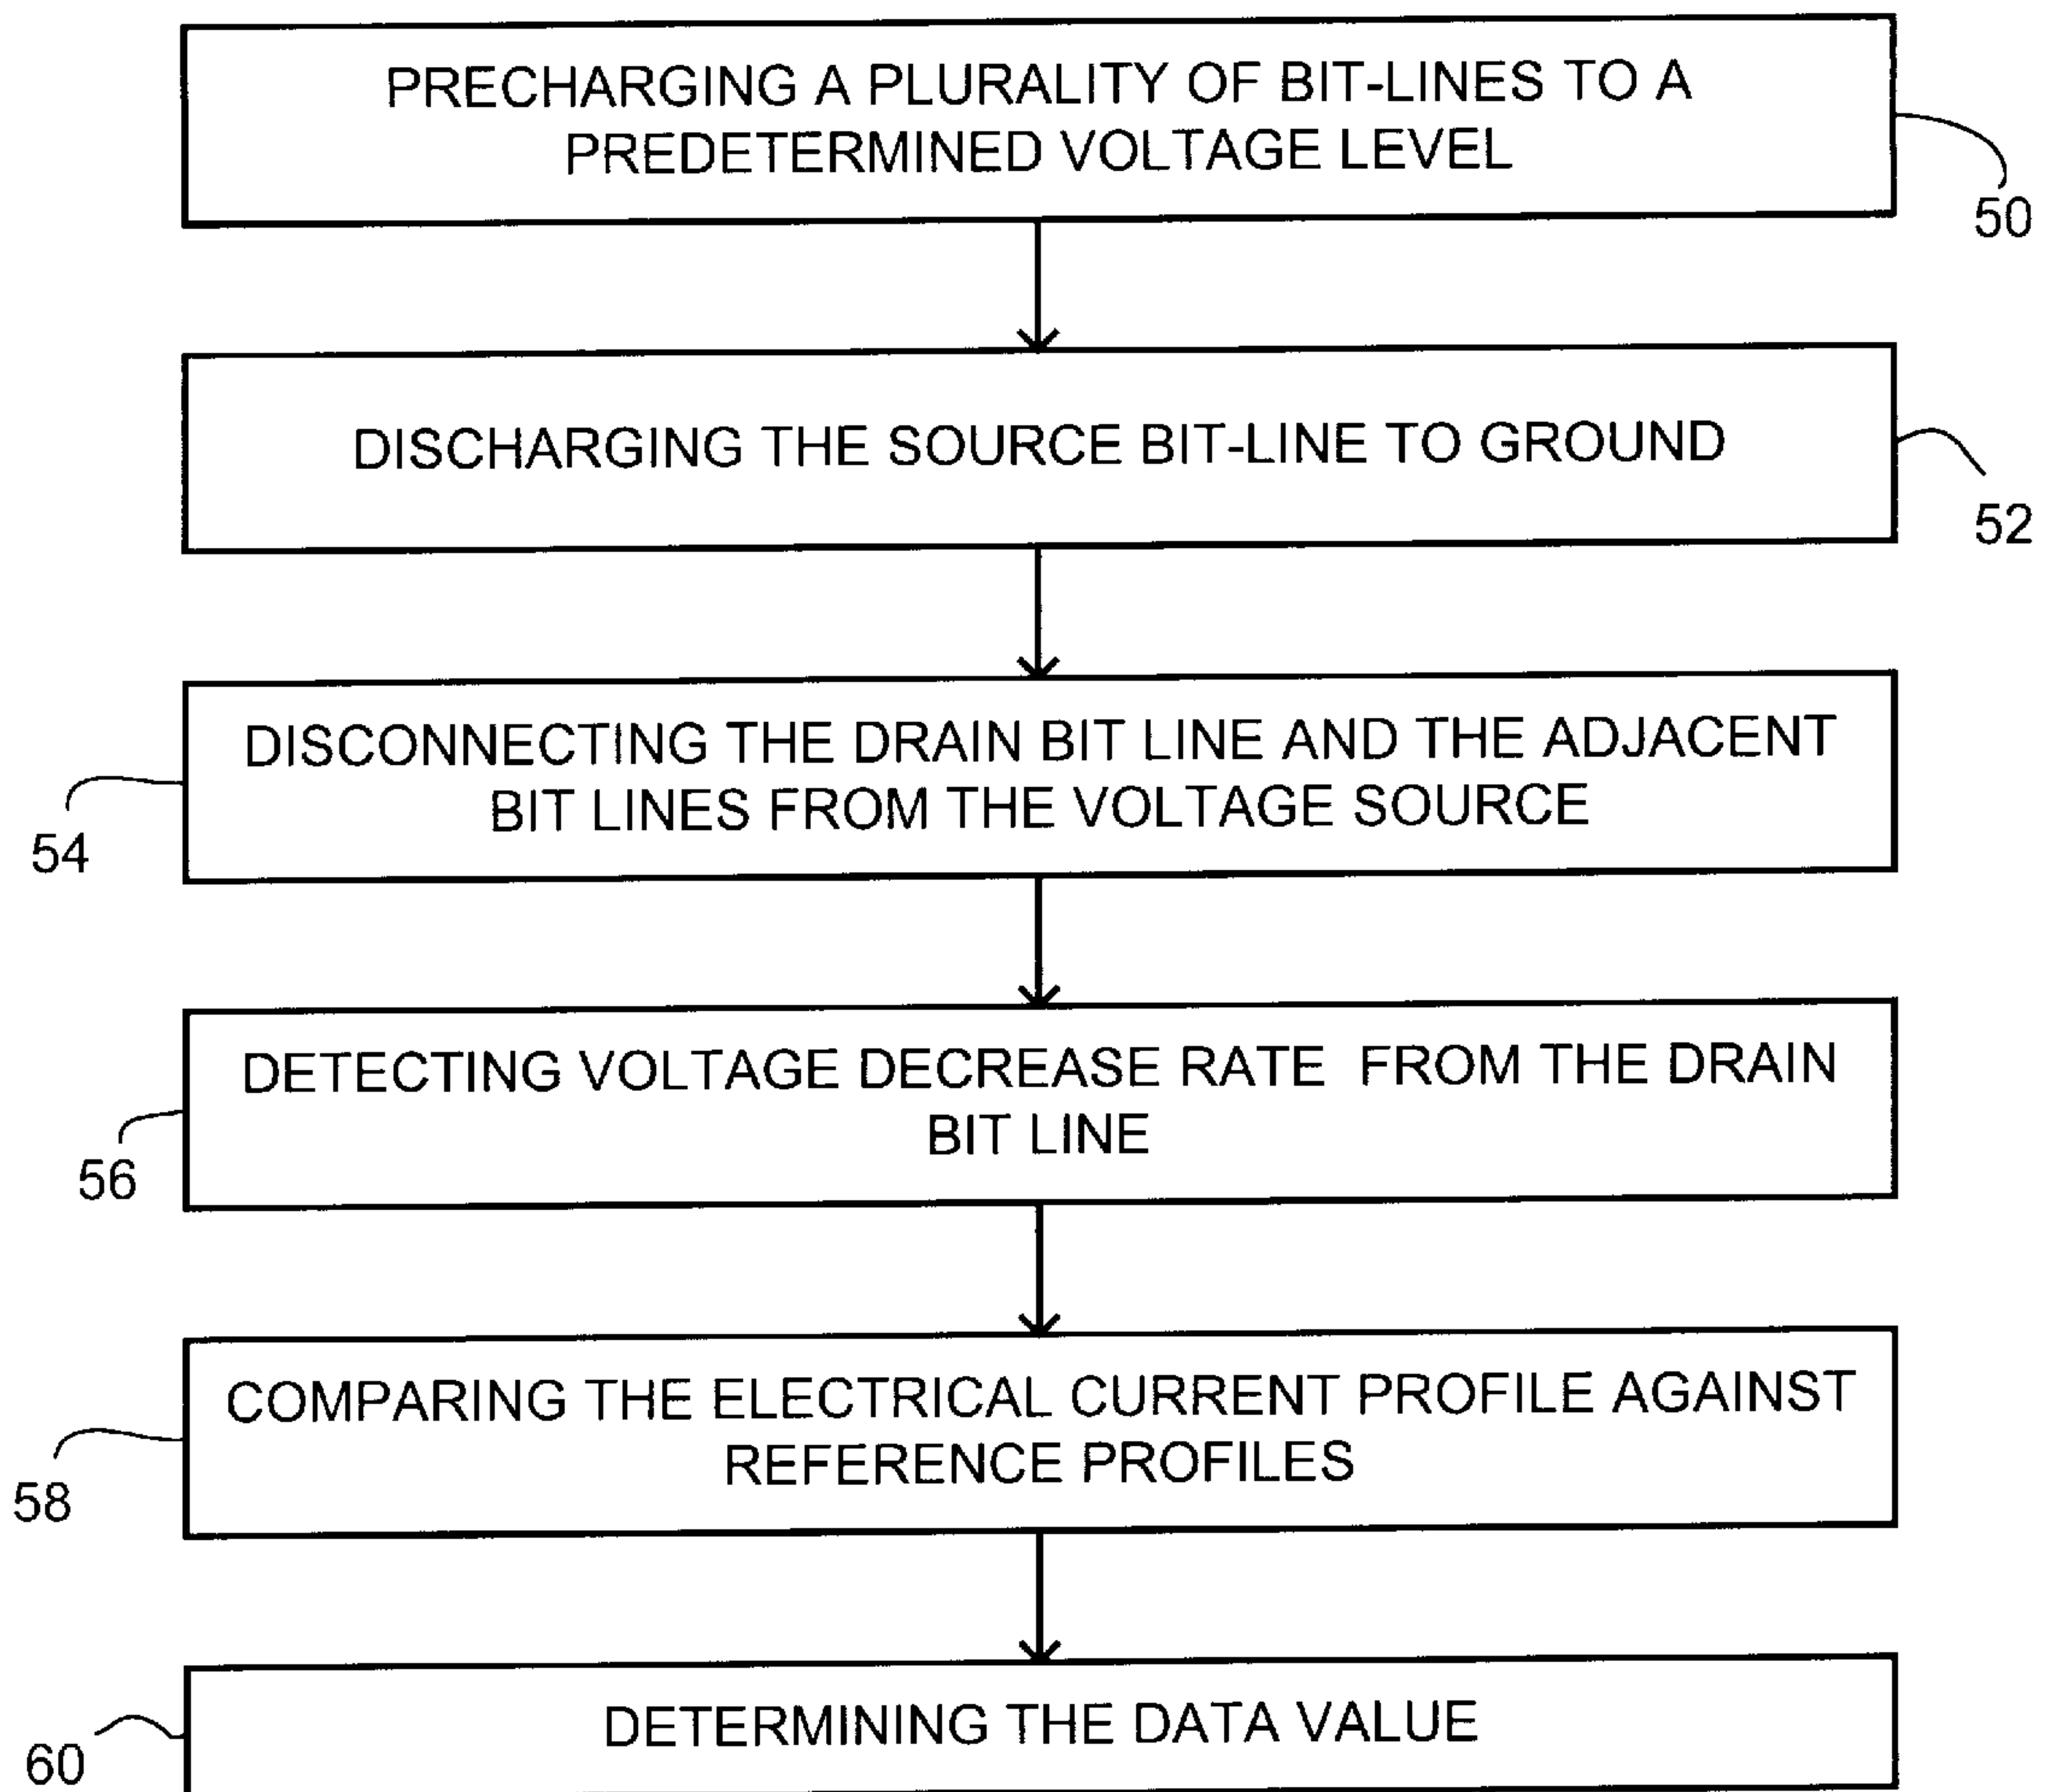 PRECHARGING A PLURALITY OF BIT-LINES TO A
PREDETERMINED VOLTAGE LEVEL
50
DISCHARGING THE SOURCE BIT-LINE TO GROUND
52
DISCONNECTING THE DRAIN BIT LINE AND THE ADJACENT
BIT LINES FROM THE VOLTAGE SOURCE
54
DETECTING VOLTAGE DECREASE RATE FROM THE DRAIN
BIT LINE
56
COMPARING THE ELECTRICAL CURRENT PROFILE AGAINST
REFERENCE PROFILES
58
DETERMINING THE DATA VALUE
60